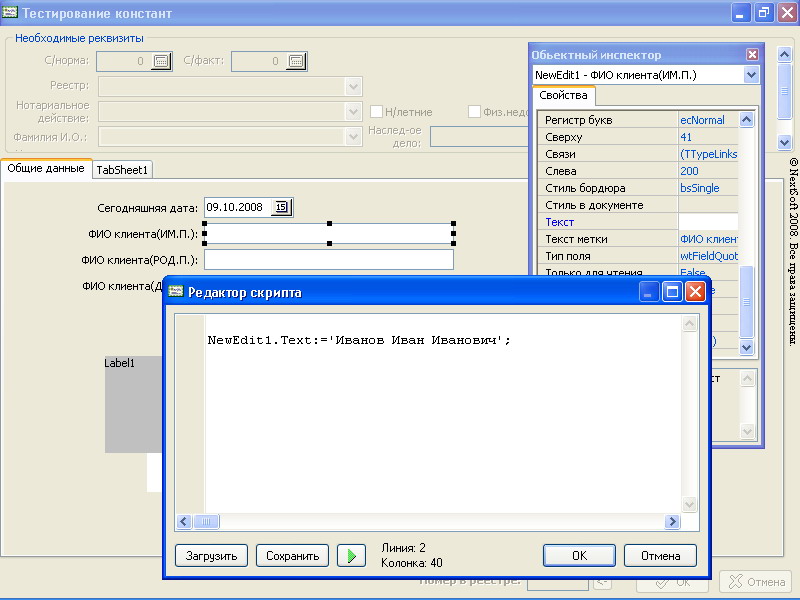 Тестирование констант
Необходимые реквизиты
С/норма: 0 С/факт: 0
Реестр:
Нотариальное действие:
Н/летние
Физ.недо
Фамилия И.О.:
Наслед-ое дело:
Общие данные TabSheet1
Сегодняшняя дата: 09.10.2008 15
ФИО клиента(ИМ.П.):
ФИО клиента(РОД.П.):
ФИО клиента(Д
Label1
Обьектный инспектор
NewEdit1 - ФИО клиента(ИМ.П.)
Свойства
Регистр букв ecNormal
Сверху 41
Связи (TTypeLinks
Слева 200
Стиль бордюра bsSingle
Стиль в документе
Текст
Текст метки ФИО клиент
Тип поля wtFieldQuot
Только для чтения False
© NextSoft 2008. Все права защищены.
Редактор скрипта
NewEdit1.Text:='Иванов Иван Иванович';
Загрузить Сохранить
Линия: 2
Колонка: 40
OK Отмена
Номер в реестре:
<-
OK Отмена